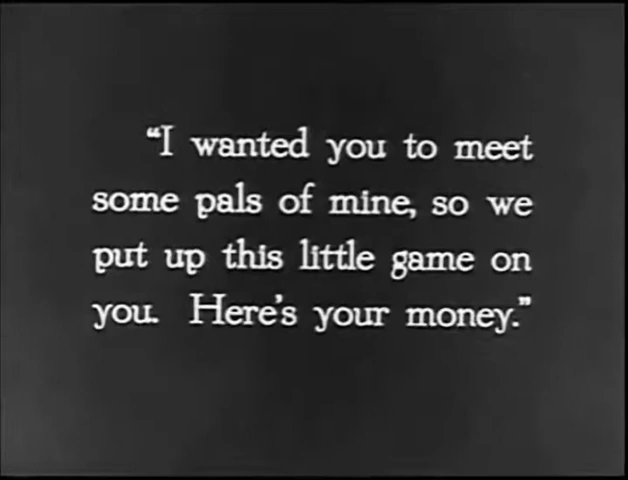 “I wanted you to meet
some pals of mine, so we
put up this little game on
you. Here's your money.”